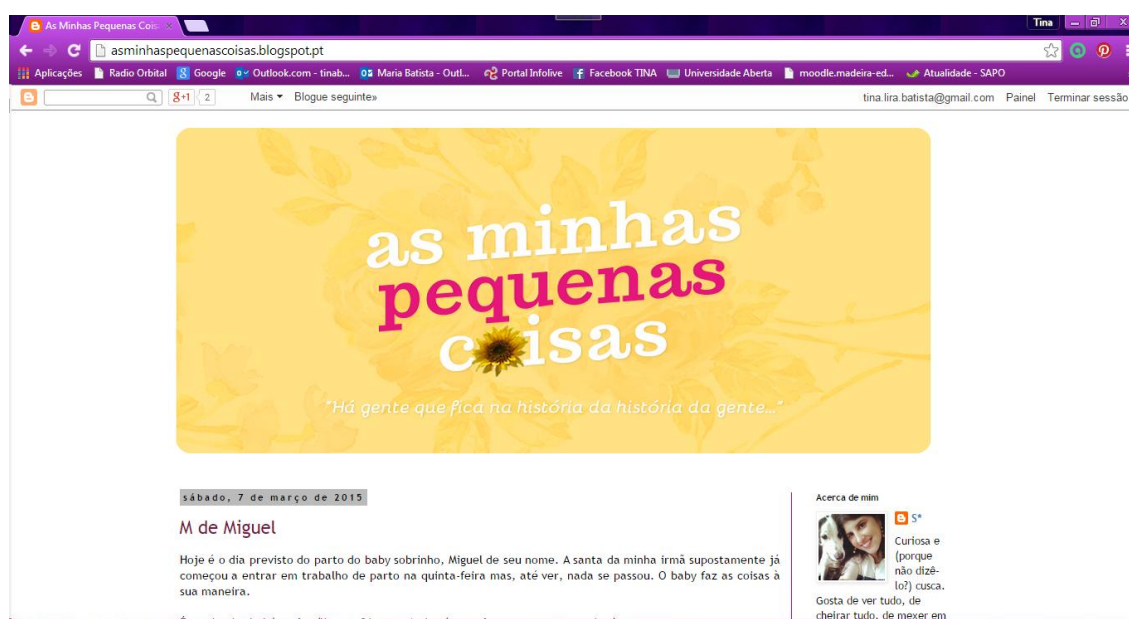 As Minhas Pequenas Cois
Tina
asminhaspequenascoisas.blogspot.pt
Aplicações Radio Orbital Google Outlook.com - tinab... Maria Batista - Outl... Portal Infolive Facebook TINA Universidade Aberta moodle.madeira-ed... Atualidade - SAPO
g+1 2 Mais Blogue seguinte» tina.lira.batista@gmail.com Painel Terminar sessão
as minhas
pequenas
coisas
"Há gente que fica na história da história da gente..."
sábado, 7 de março de 2015
M de Miguel
Hoje é o dia previsto do parto do baby sobrinho, Miguel de seu nome. A santa da minha irmã supostamente já
começou a entrar em trabalho de parto na quinta-feira mas, até ver, nada se passou. O baby faz as coisas à
sua maneira.
Acerca de mim
S*
Curiosa e
(porque
não dizê-
lo?) cusca.
Gosta de ver tudo, de
cheirar tudo, de mexer em